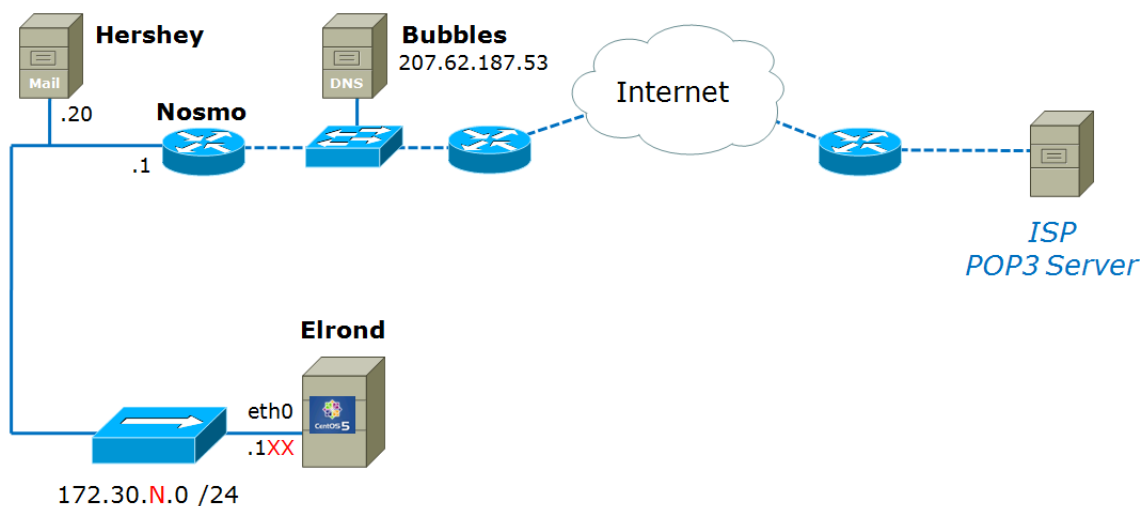 Hershey
Mail
.20
Nosmo
.1
Bubbles
207.62.187.53
DNS
Internet
ISP
POP3 Server
Elrond
eth0
.1XX
CentOS 5
172.30.N.0 /24